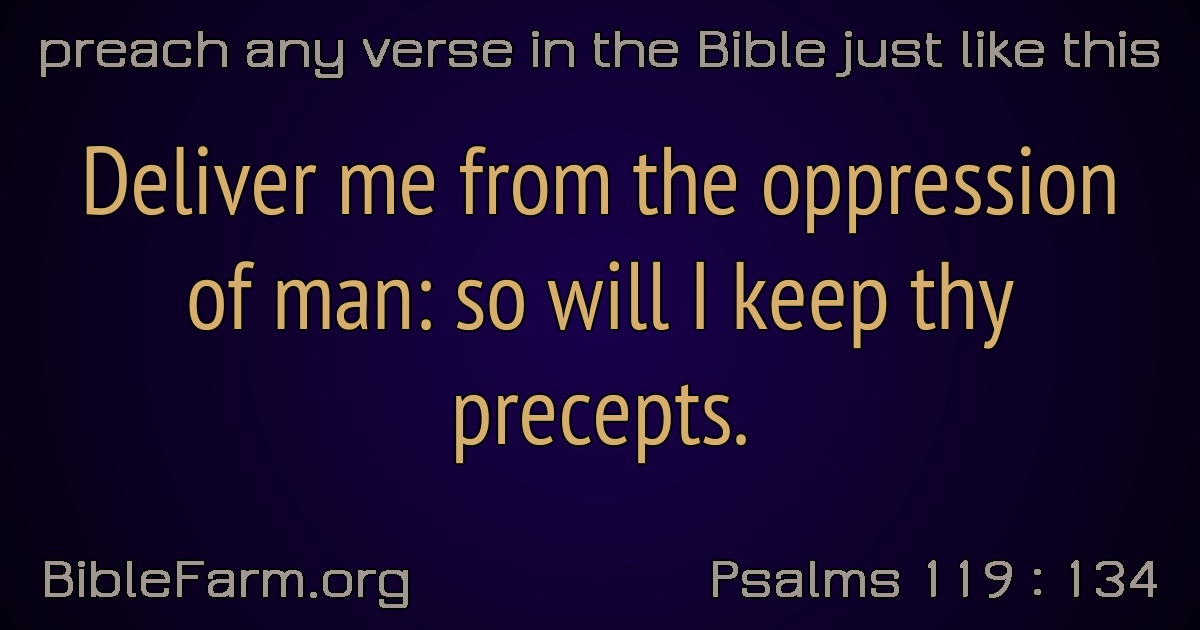 preach any verse in the Bible just like this
Deliver me from the oppression
of man: so will I keep thy
precepts.
BibleFarm.org
Psalms 119 : 134